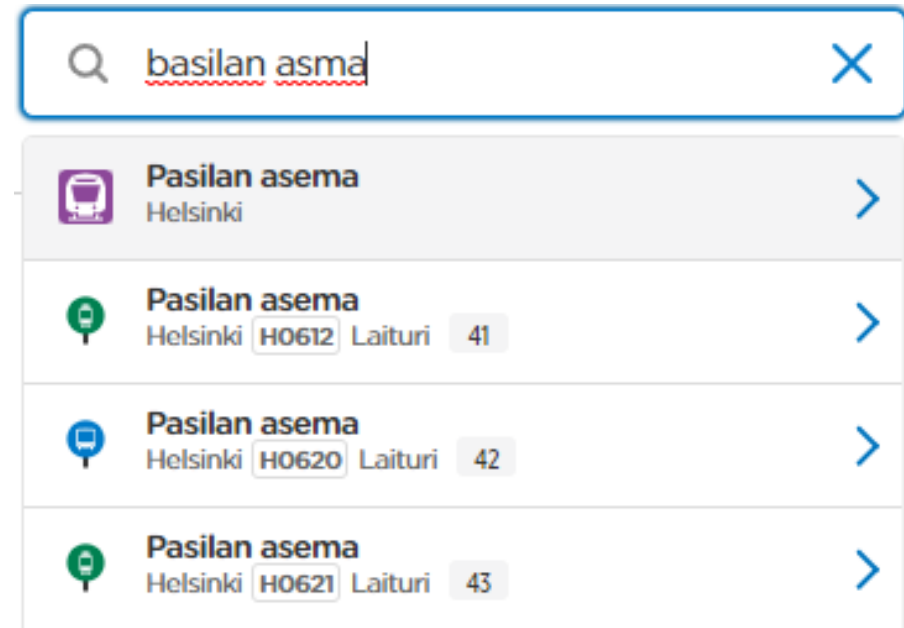 basilan asma
Pasilan asema
Helsinki
Pasilan asema
Helsinki H0612 Laituri 41
Pasilan asema
Helsinki H0620 Laituri 42
Pasilan asema
Helsinki H0621 Laituri 43